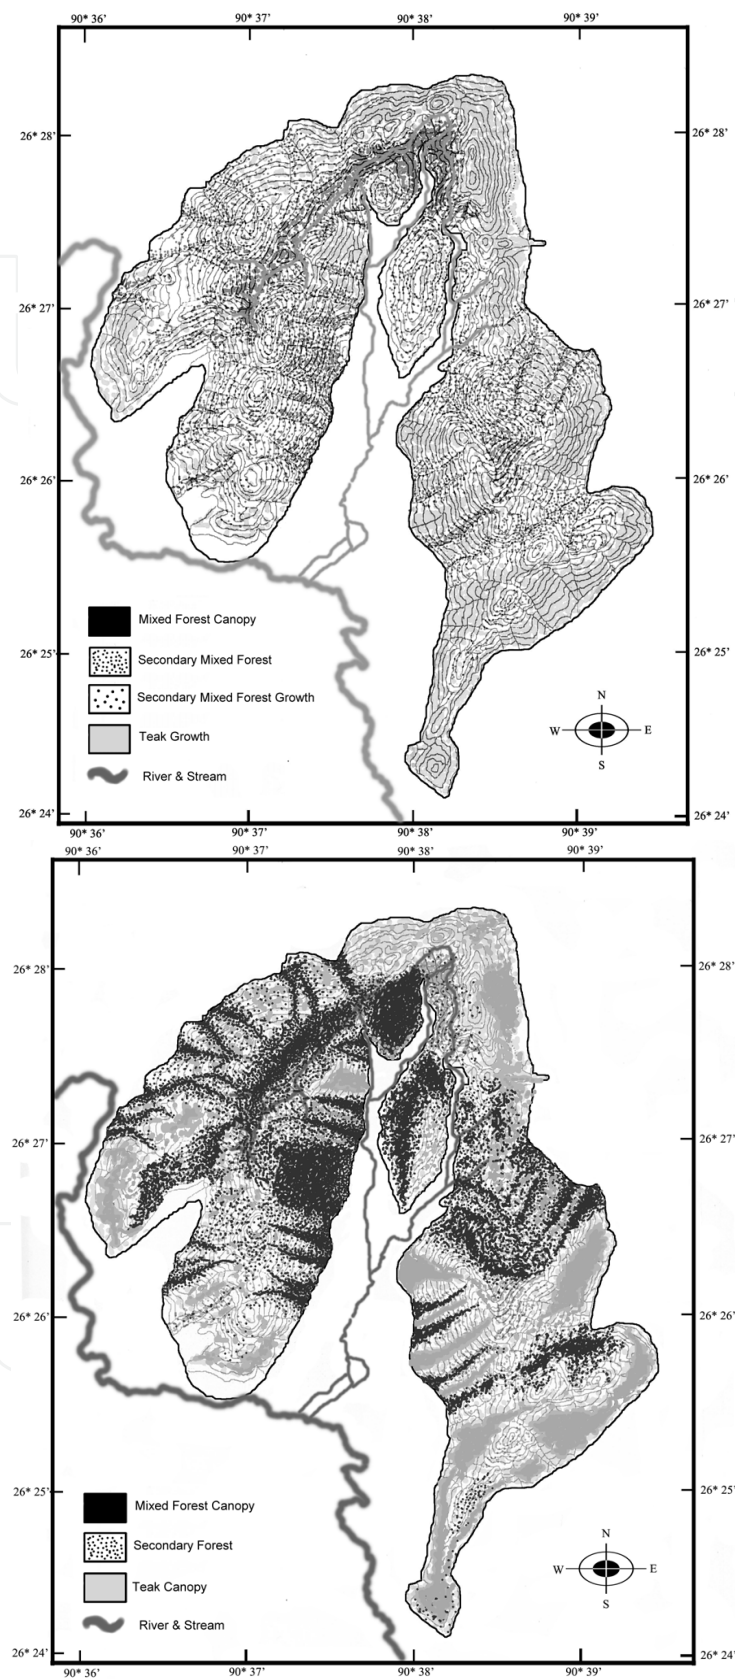 90* 36’ 90* 37’ 90* 38’ 90* 39’
26* 28’ 26* 28’
26* 27’ 26* 27’
26* 26’ 26* 26’
Mixed Forest Canopy
Secondary Mixed Forest
26* 25’ 26* 25’
Secondary Mixed Forest Growth
N
W E
S
Teak Growth
River & Stream
26* 24’ 26* 24’
90* 36’ 90* 37’ 90* 38’ 90* 39’
90* 36’ 90* 37’ 90* 38’ 90* 39’
26* 28’ 26* 28’
26* 27’ 26* 27’
26* 26’ 26* 26’
26* 25’ 26* 25’
Mixed Forest Canopy
Secondary Forest
N
W E
S
Teak Canopy
River & Stream
26* 24’ 26* 24’
90* 36’ 90* 37’ 90* 38’ 90* 39’